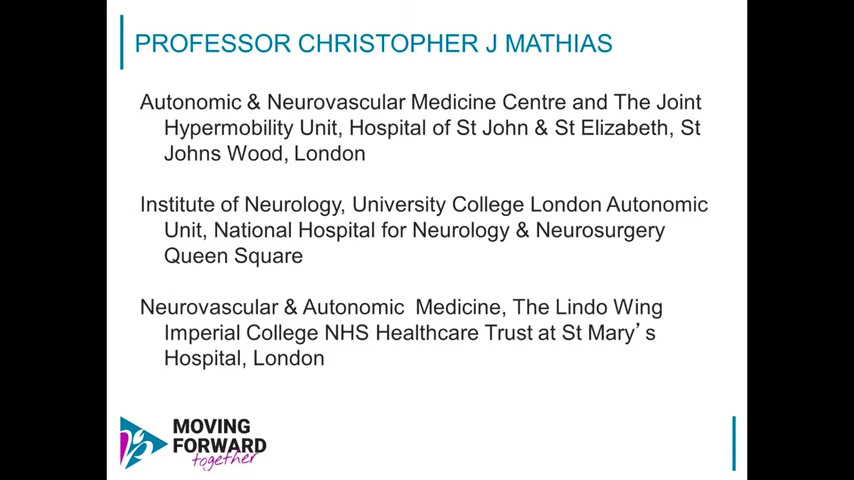 PROFESSOR CHRISTOPHER J MATHIAS
Autonomic & Neurovascular Medicine Centre and The Joint
Hypermobility Unit, Hospital of St John & St Elizabeth, St
Johns Wood, London
Institute of Neurology, University College London Autonomic
Unit, National Hospital for Neurology & Neurosurgery
Queen Square
Neurovascular & Autonomic Medicine, The Lindo Wing
Imperial College NHS Healthcare Trust at St Mary’s
Hospital, London
MOVING
FORWARD
together